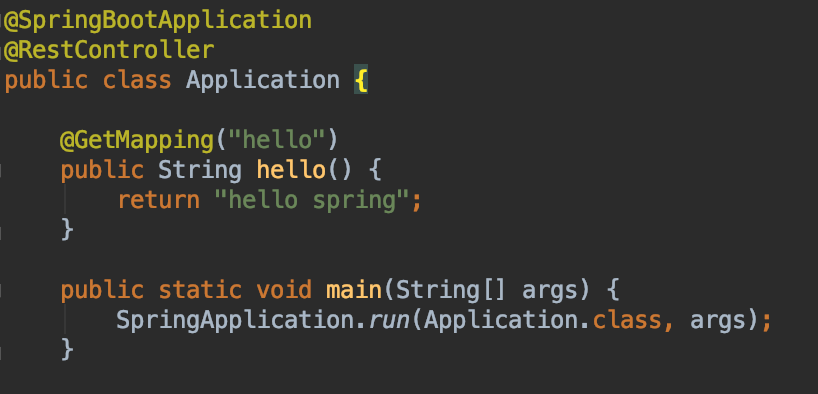 @SpringBootApplication
@RestController
public class Application {
@GetMapping("hello")
public String hello() {
return "hello spring";
}
public static void main(String[] args) {
SpringApplication.run(Application.class, args);
}